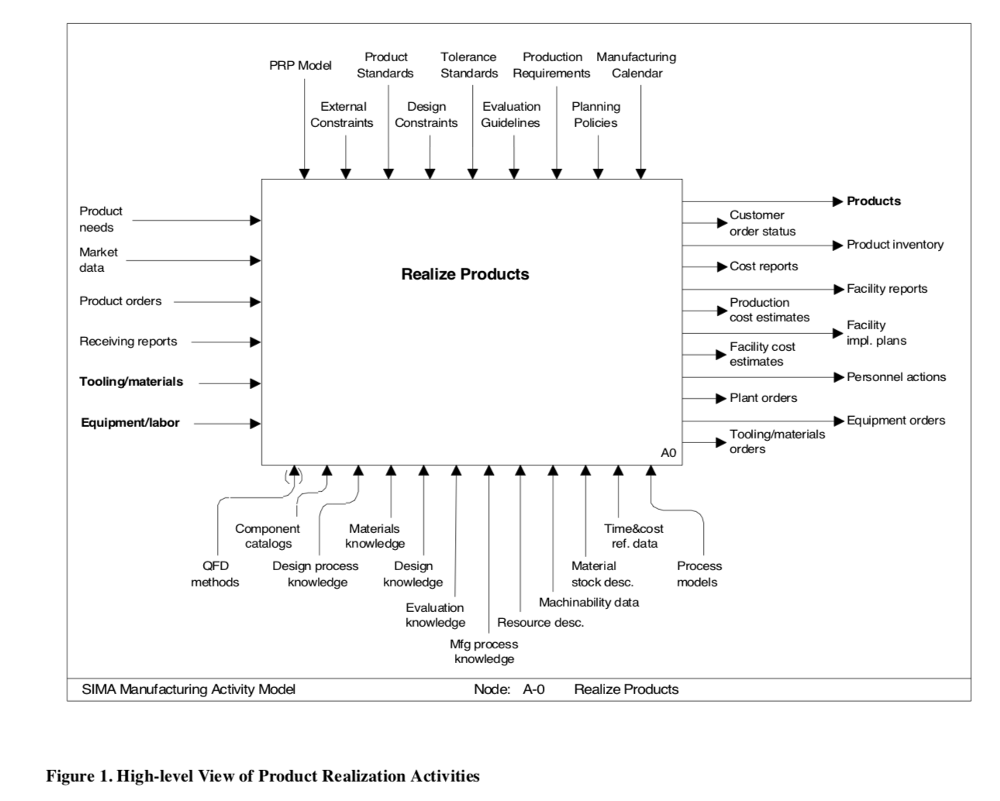 PRP Model
Product
Standards
Tolerance
Standards
Production
Requirements
Manufacturing
Calendar
External
Constraints
Design
Constraints
Evaluation
Guidelines
Planning
Policies
Product
needs
Market
data
Product orders
Receiving reports
Tooling/materials
Equipment/labor
Realize Products
A0
Products
Customer
order status
Product inventory
Cost reports
Facility reports
Production
cost estimates
Facility
impl. plans
Facility cost
estimates
Personnel actions
Plant orders
Equipment orders
Tooling/materials
orders
QFD
methods
Component
catalogs
Design process
knowledge
Materials
knowledge
Design
knowledge
Evaluation
knowledge
Mfg process
knowledge
Resource desc.
Machinability data
Material
stock desc.
Time&cost
ref. data
Process
models
SIMA Manufacturing Activity Model
Node: A-0 Realize Products
Figure 1. High-level View of Product Realization Activities